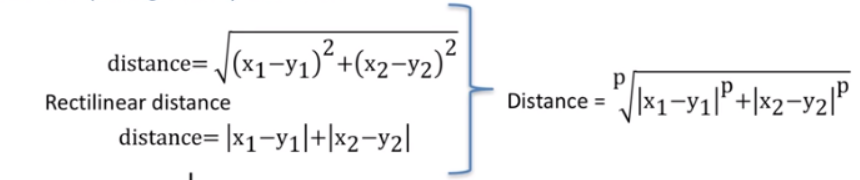 distance= √(x₁−y₁)²+(x₂−y₂)²
Rectilinear distance
distance= |x₁−y₁|+|x₂−y₂|
Distance = ᵖ√|x₁−y₁|ᵖ+|x₂−y₂|ᵖ